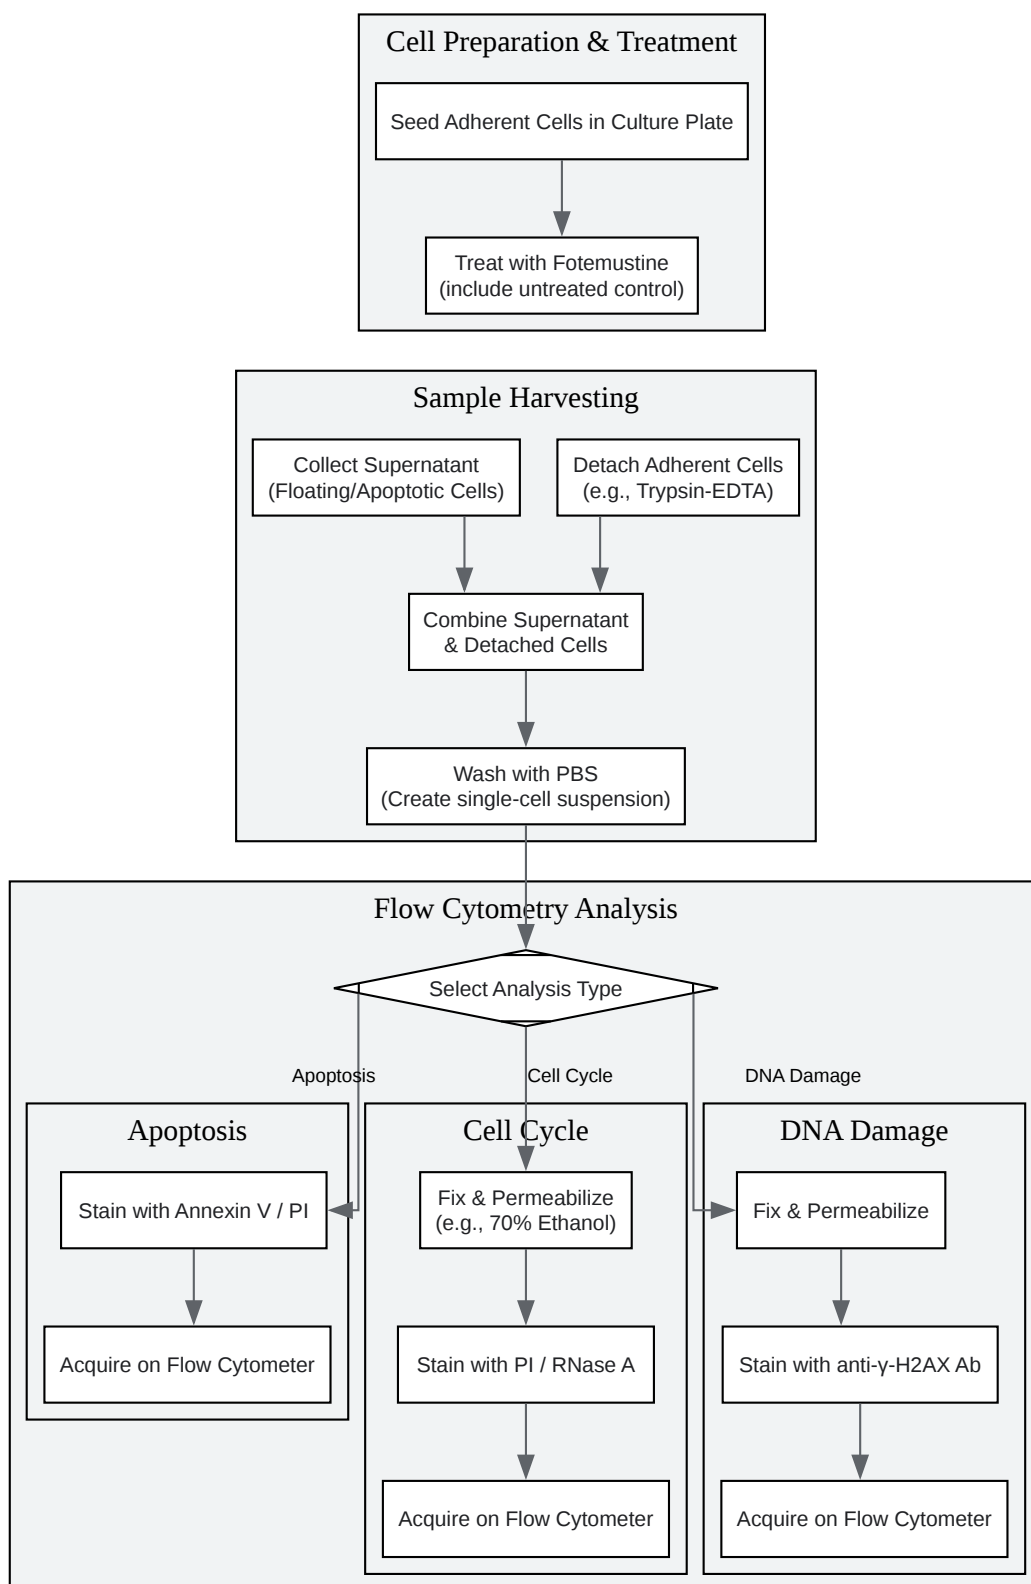 Cell Preparation & Treatment
Seed Adherent Cells in Culture Plate
Treat with Fotemustine
(include untreated control)
Sample Harvesting
Collect Supernatant
(Floating/Apoptotic Cells)
Detach Adherent Cells
(e.g., Trypsin-EDTA)
Combine Supernatant
& Detached Cells
Wash with PBS
(Create single-cell suspension)
Flow Cytometry Analysis
Select Analysis Type
Apoptosis
Cell Cycle
DNA Damage
Apoptosis
Stain with Annexin V / PI
Acquire on Flow Cytometer
Cell Cycle
Fix & Permeabilize
(e.g., 70% Ethanol)
Stain with PI / RNase A
Acquire on Flow Cytometer
DNA Damage
Fix & Permeabilize
Stain with anti-γ-H2AX Ab
Acquire on Flow Cytometer